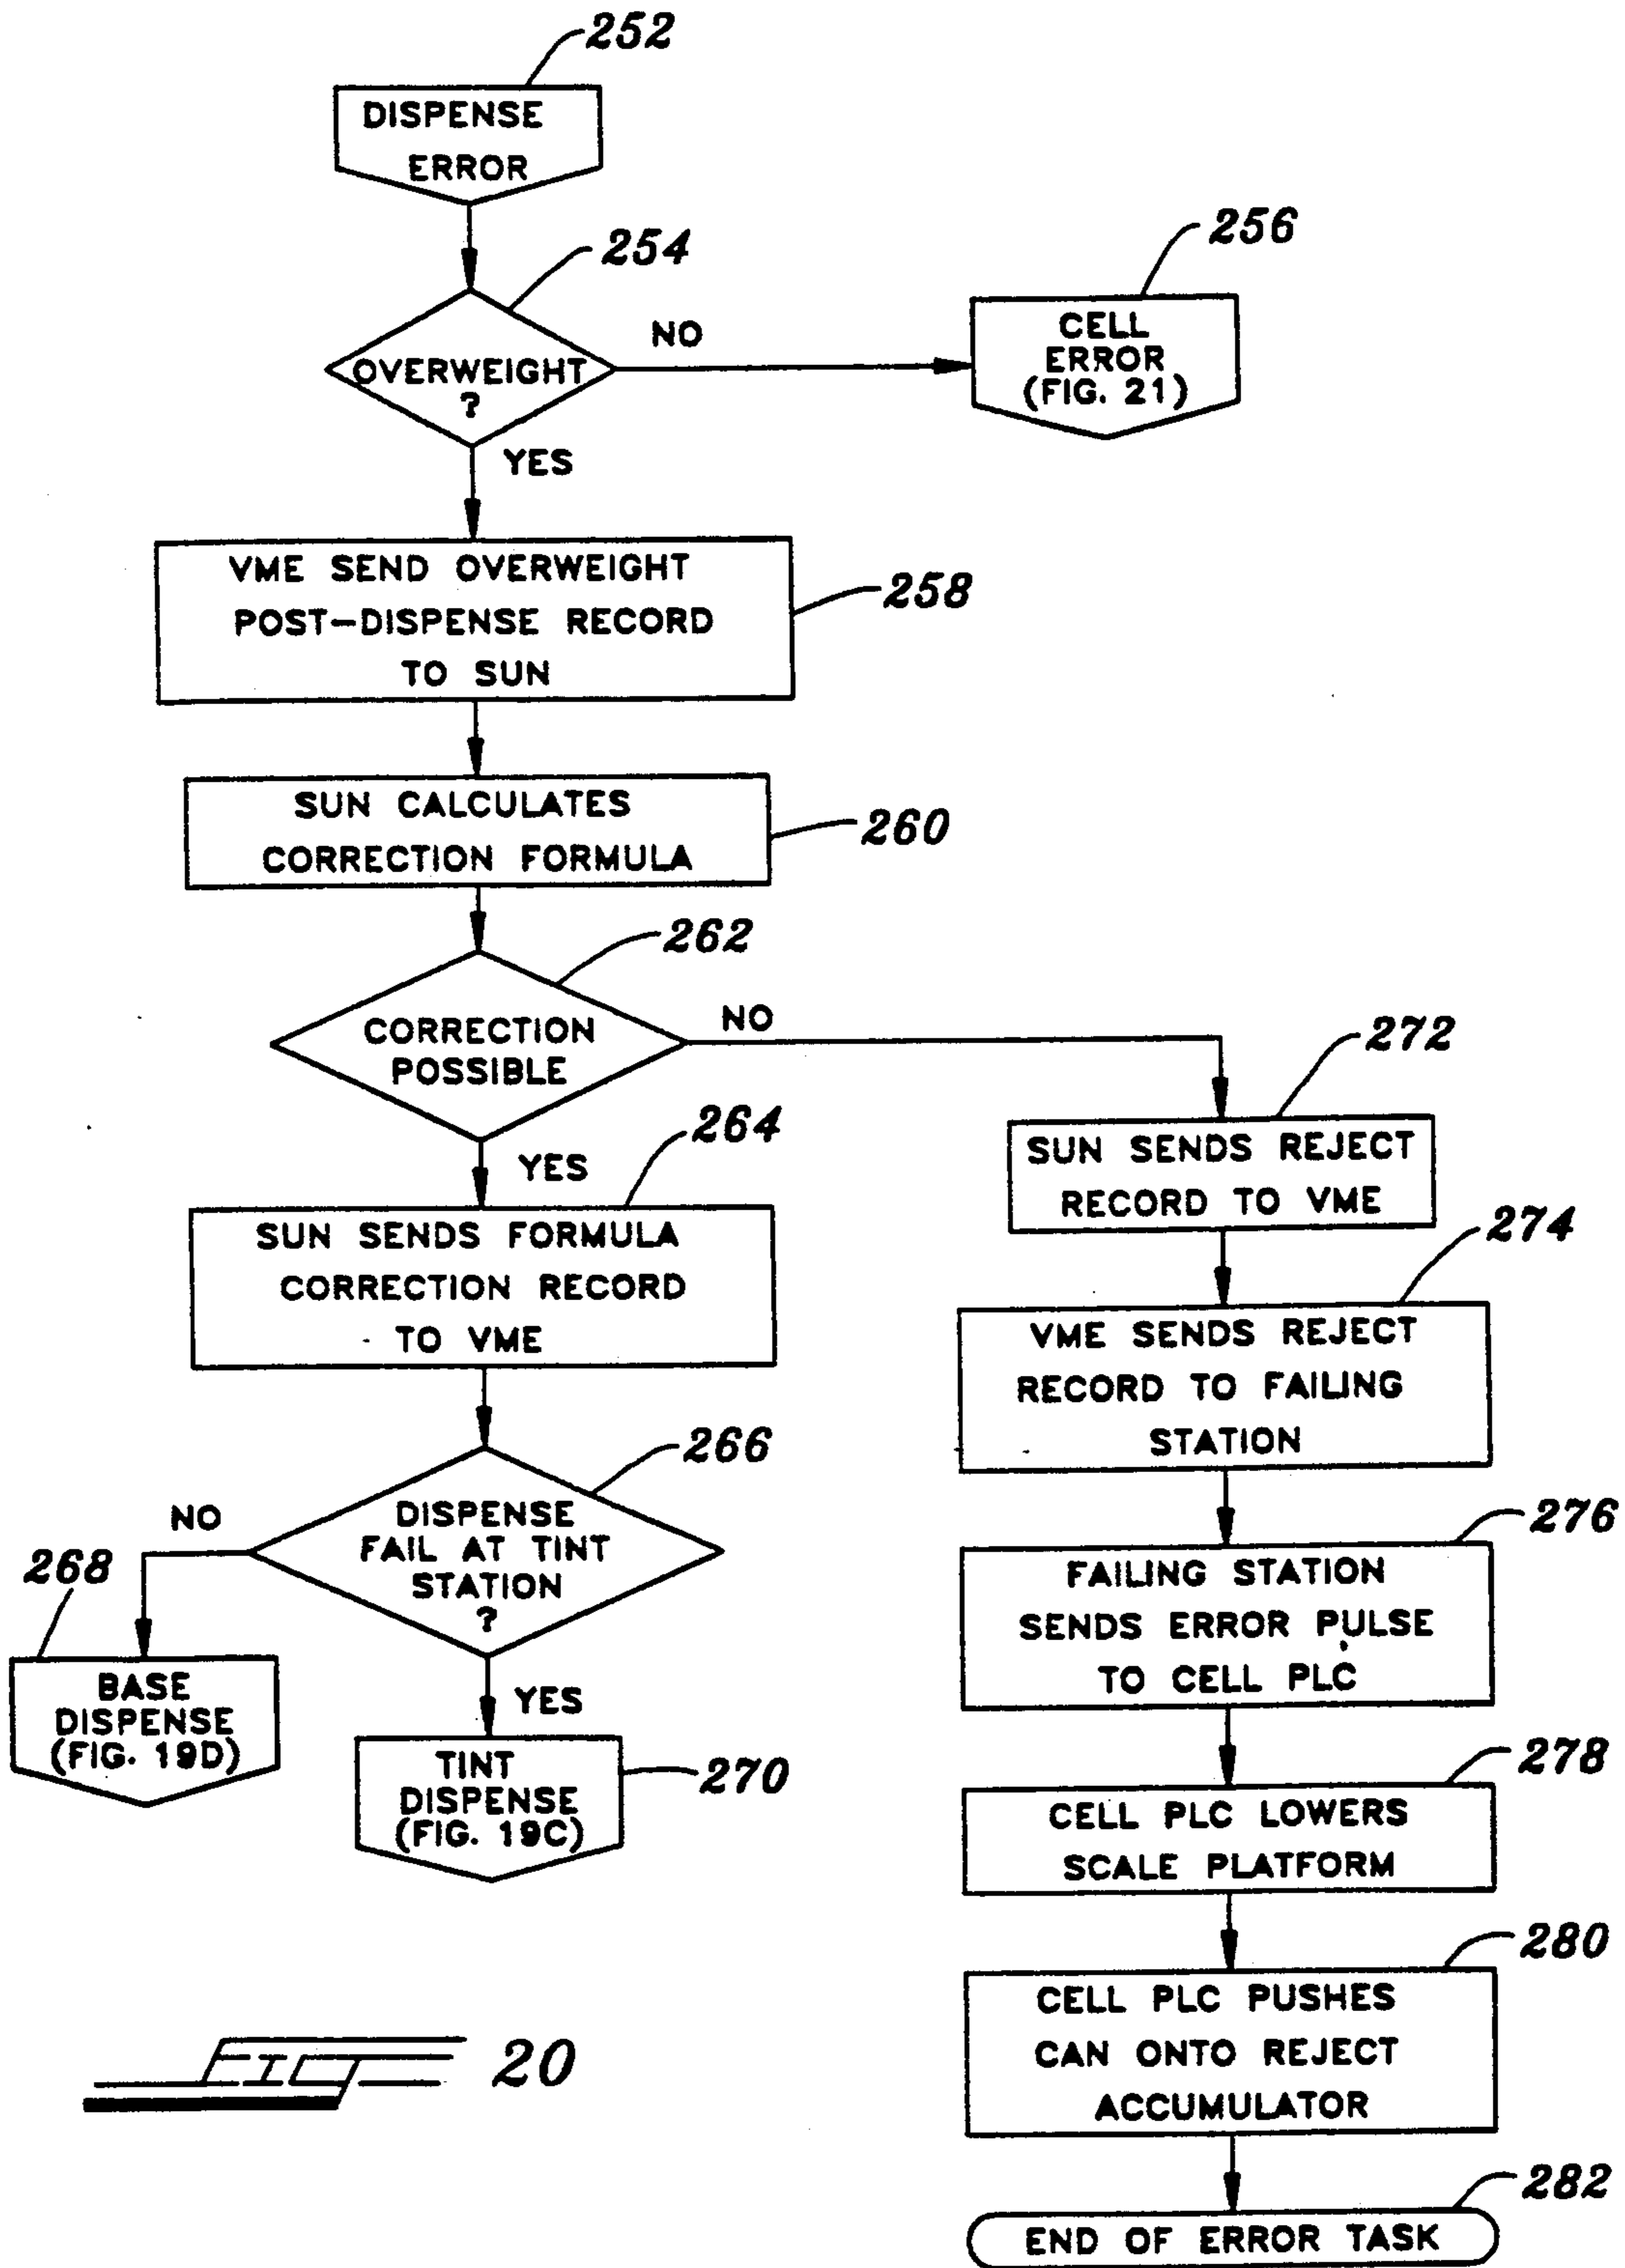 252
DISPENSE
ERROR
254
256
OVERWEIGHT
?
NO
CELL
ERROR
(FIG. 21)
YES
VME SEND OVERWEIGHT
POST-DISPENSE RECORD
TO SUN
258
SUN CALCULATES
CORRECTION FORMULA
260
262
CORRECTION
POSSIBLE
NO
YES
264
SUN SENDS FORMULA
CORRECTION RECORD
TO VME
266
DISPENSE
FAIL AT TINT
STATION
?
NO
268
BASE
DISPENSE
(FIG. 19D)
YES
TINT
DISPENSE
(FIG. 19C)
270
272
SUN SENDS REJECT
RECORD TO VME
274
VME SENDS REJECT
RECORD TO FAILING
STATION
276
FAILING STATION
SENDS ERROR PULSE
TO CELL PLC
278
CELL PLC LOWERS
SCALE PLATFORM
280
CELL PLC PUSHES
CAN ONTO REJECT
ACCUMULATOR
282
END OF ERROR TASK
FIG 20